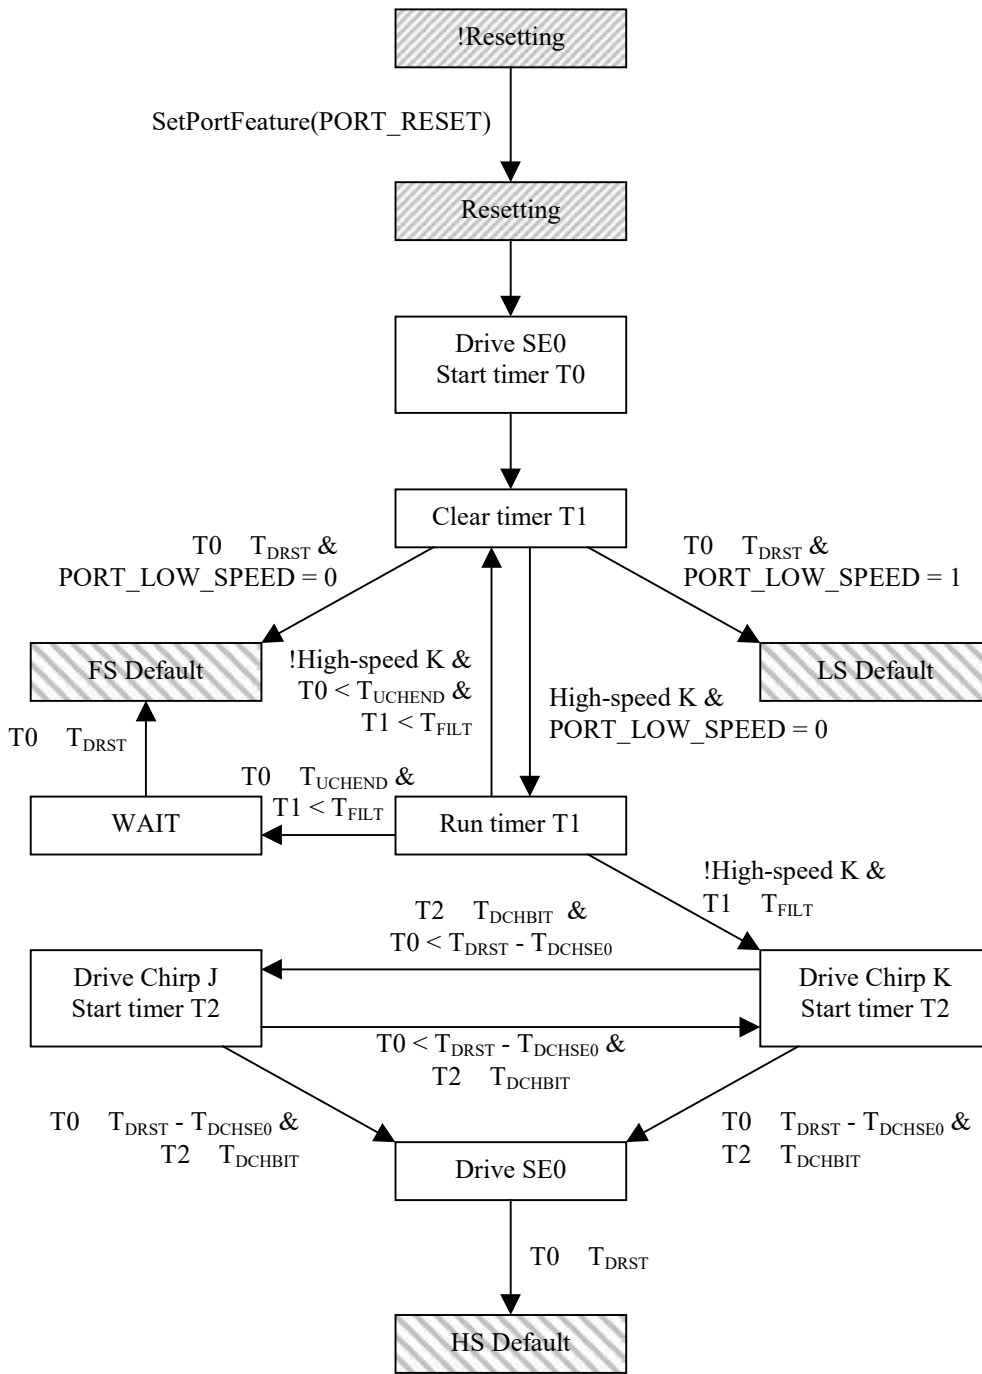 !Resetting
SetPortFeature(PORT_RESET)
Resetting
Drive SE0
Start timer T0
Clear timer T1
T0 T_DRST &
PORT_LOW_SPEED = 0
T0 T_DRST &
PORT_LOW_SPEED = 1
FS Default
!High-speed K &
T0 < T_UCHEND &
T1 < T_FILT
High-speed K &
PORT_LOW_SPEED = 0
LS Default
T0 T_DRST
T0 T_UCHEND &
T1 < T_FILT
WAIT
Run timer T1
!High-speed K &
T1 T_FILT
T2 T_DCHBIT &
T0 < T_DRST - T_DCHSE0
Drive Chirp J
Start timer T2
Drive Chirp K
Start timer T2
T0 < T_DRST - T_DCHSE0 &
T2 T_DCHBIT
T0 T_DRST - T_DCHSE0 &
T2 T_DCHBIT
T0 T_DRST - T_DCHSE0 &
T2 T_DCHBIT
Drive SE0
T0 T_DRST
HS Default